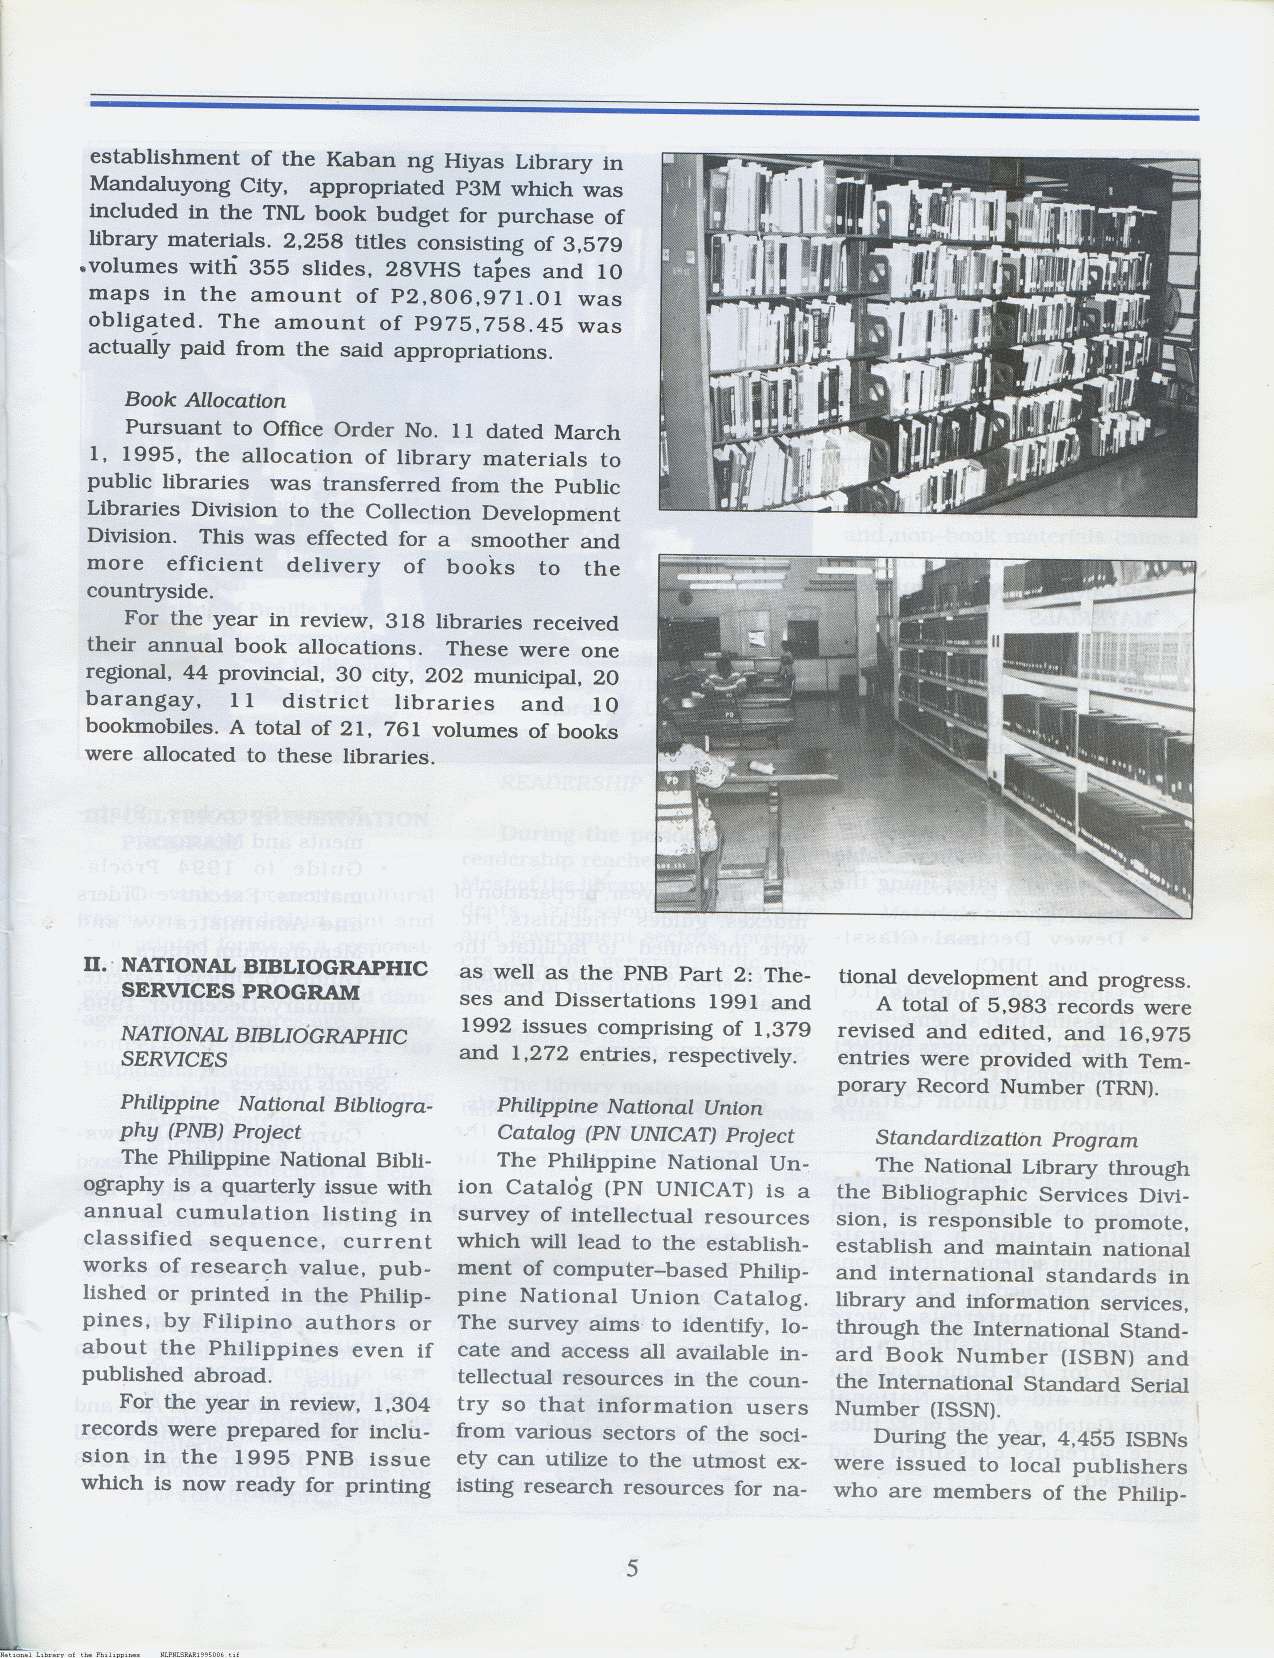 establishment of the Kaban ng Hiyas Library in
Mandaluyong City, appropriated P3M which was
included in the TNL book budget for purchase of
library materials. 2,258 titles consisting of 3,579
volumes with 355 slides, 28VHS tapes and 10
maps in the amount of P2,806,971.01 was
obligated. The amount of P975,758.45 was
actually paid from the said appropriations.
Book Allocation
Pursuant to Office Order No. 11 dated March
1, 1995, the allocation of library materials to
public libraries was transferred from the Public
Libraries Division to the Collection Development
Division. This was effected for a smoother and
more efficient delivery of books to the
countryside.
For the year in review, 318 libraries received
their annual book allocations. These were one
regional, 44 provincial, 30 city, 202 municipal, 20
barangay, 11 district libraries and 10
bookmobiles. A total of 21, 761 volumes of books
were allocated to these libraries.
II. NATIONAL BIBLIOGRAPHIC
SERVICES PROGRAM
NATIONAL BIBLIOGRAPHIC
SERVICES
Philippine National Bibliogra-
phy (PNB) Project
The Philippine National Bibli-
ography is a quarterly issue with
annual cumulation listing in
classified sequence, current
works of research value, pub-
lished or printed in the Philip-
pines, by Filipino authors or
about the Philippines even if
published abroad.
For the year in review, 1,304
records were prepared for inclu-
sion in the 1995 PNB issue
which is now ready for printing
as well as the PNB Part 2: The-
ses and Dissertations 1991 and
1992 issues comprising of 1,379
and 1,272 entries, respectively.
Philippine National Union
Catalog (PN UNICAT) Project
The Philippine National Un-
ion Catalog (PN UNICAT) is a
survey of intellectual resources
which will lead to the establish-
ment of computer–based Philip-
pine National Union Catalog.
The survey aims to identify, lo-
cate and access all available in-
tellectual resources in the coun-
try so that information users
from various sectors of the soci-
ety can utilize to the utmost ex-
isting research resources for na-
tional development and progress.
A total of 5,983 records were
revised and edited, and 16,975
entries were provided with Tem-
porary Record Number (TRN).
Standardization Program
The National Library through
the Bibliographic Services Divi-
sion, is responsible to promote,
establish and maintain national
and international standards in
library and information services,
through the International Stand-
ard Book Number (ISBN) and
the International Standard Serial
Number (ISSN).
During the year, 4,455 ISBNs
were issued to local publishers
who are members of the Philip-
5
National Library of the Philippines NLPNLSRAR1995006.tif